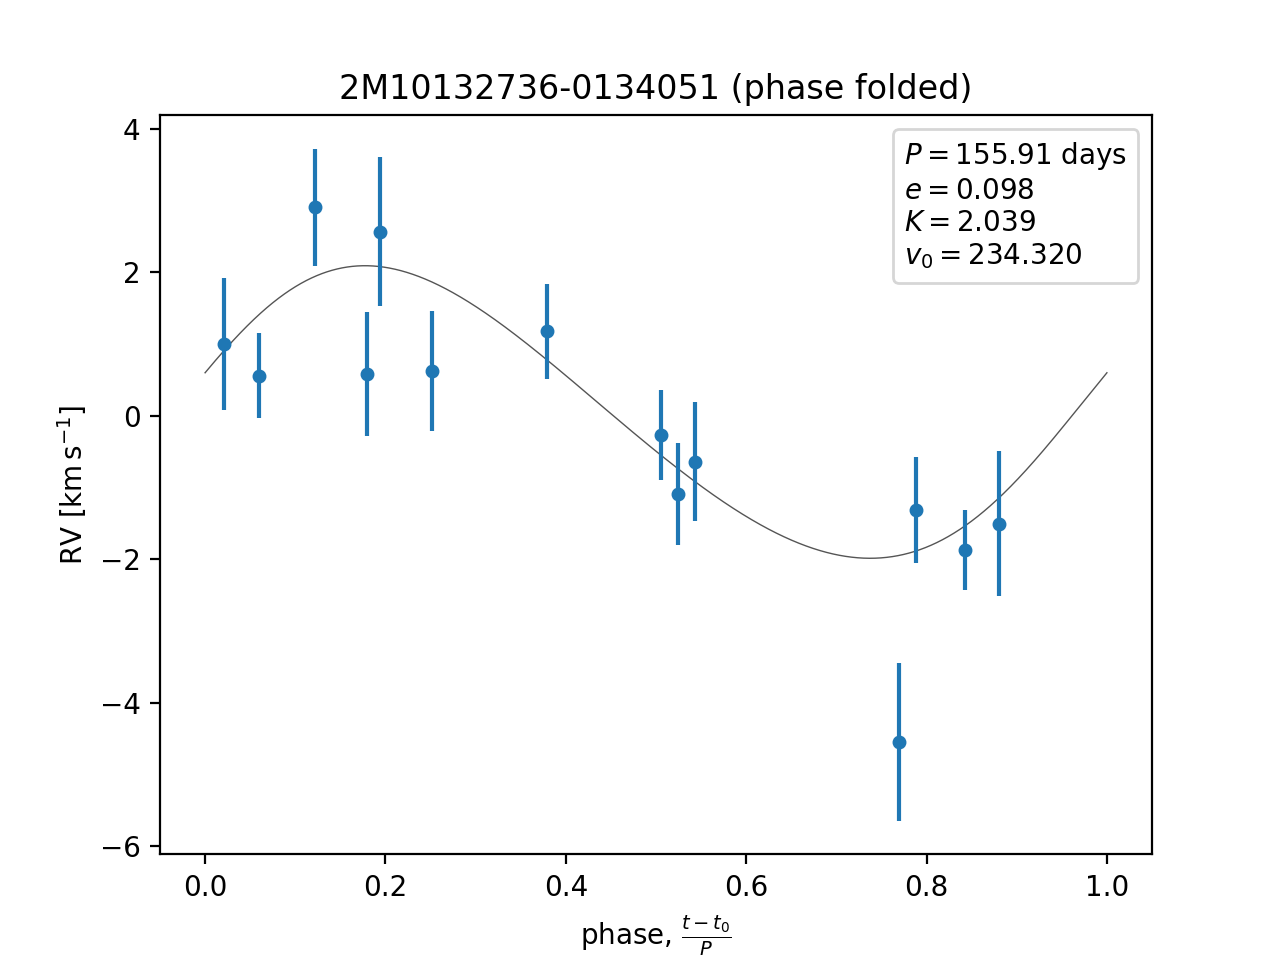 2M10132736-0134051 (phase folded)
P = 155.91 days
e = 0.098
K = 2.039
v₀ = 234.320
4
2
0
−2
−4
−6
RV [km s⁻¹]
0.0 0.2 0.4 0.6 0.8 1.0
phase, (t − t₀)/P